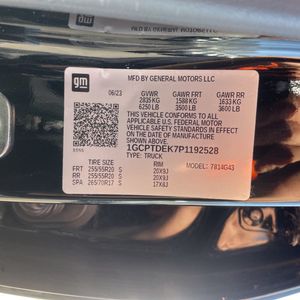 gm
MFD BY GENERAL MOTORS LLC
06/23
GVWR GAWR FRT GAWR RR
2835 KG 1588 KG 1633 KG
6250 LB 3500 LB 3600 LB
THIS VEHICLE CONFORMS TO ALL
APPLICABLE U.S. FEDERAL MOTOR
VEHICLE SAFETY STANDARDS IN
EFFECT ON THE DATE OF
MANUFACTURE SHOWN ABOVE.
1GCPTDEK7P1192528
TYPE: TRUCK
MODEL: 7814G43
TIRE SIZE RIM
FRT 255/55R20 S 20X9J
RR 255/55R20 S 20X9J
SPA 265/70R17 S 17X8J